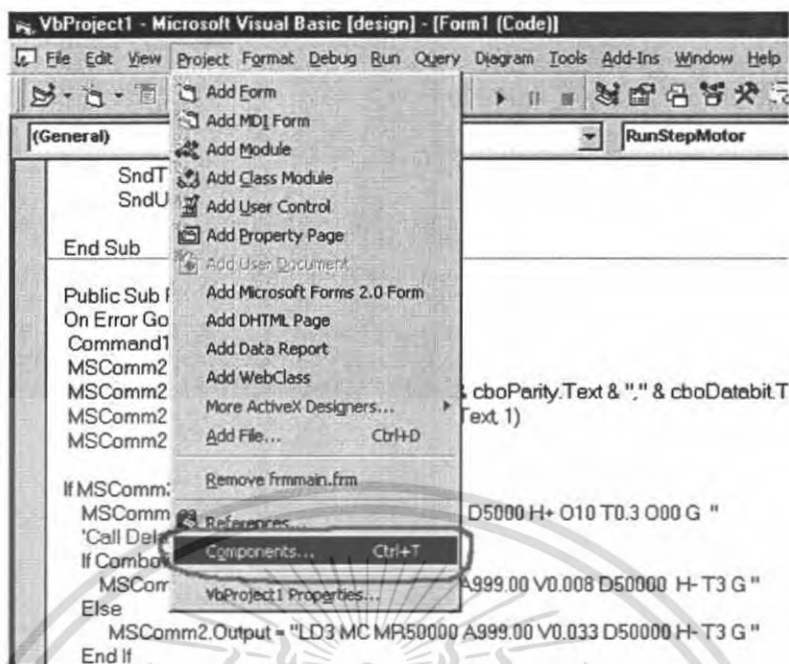 VbProject1 - Microsoft Visual Basic [design] - [Form1 (Code)]
File Edit View Project Format Debug Run Query Diagram Tools Add-Ins Window Help
(General) RunStepMotor
Add Form
Add MDI Form
Add Module
Add Class Module
Add User Control
Add Property Page
Add User Document
Add Microsoft Forms 2.0 Form
Add DHTML Page
Add Data Report
Add WebClass
More ActiveX Designers...
Add File... Ctrl+D
Remove frmmain.frm
References...
Components... Ctrl+T
VbProject1 Properties...
SndT
SndU
End Sub
Public Sub
On Error Go
Command1
MSComm2
MSComm2 & cboParity.Text & "," & cboDatabit.T
MSComm2 Text, 1)
MSComm2
If MSComm
MSComm D5000 H+ O10 T0.3 O00 G "
'Call Dela
If Combo
MSCom A999.00 V0.008 D50000 H- T3 G "
Else
MSComm2.Output = "LD3 MC MR50000 A999.00 V0.033 D50000 H- T3 G "
End If